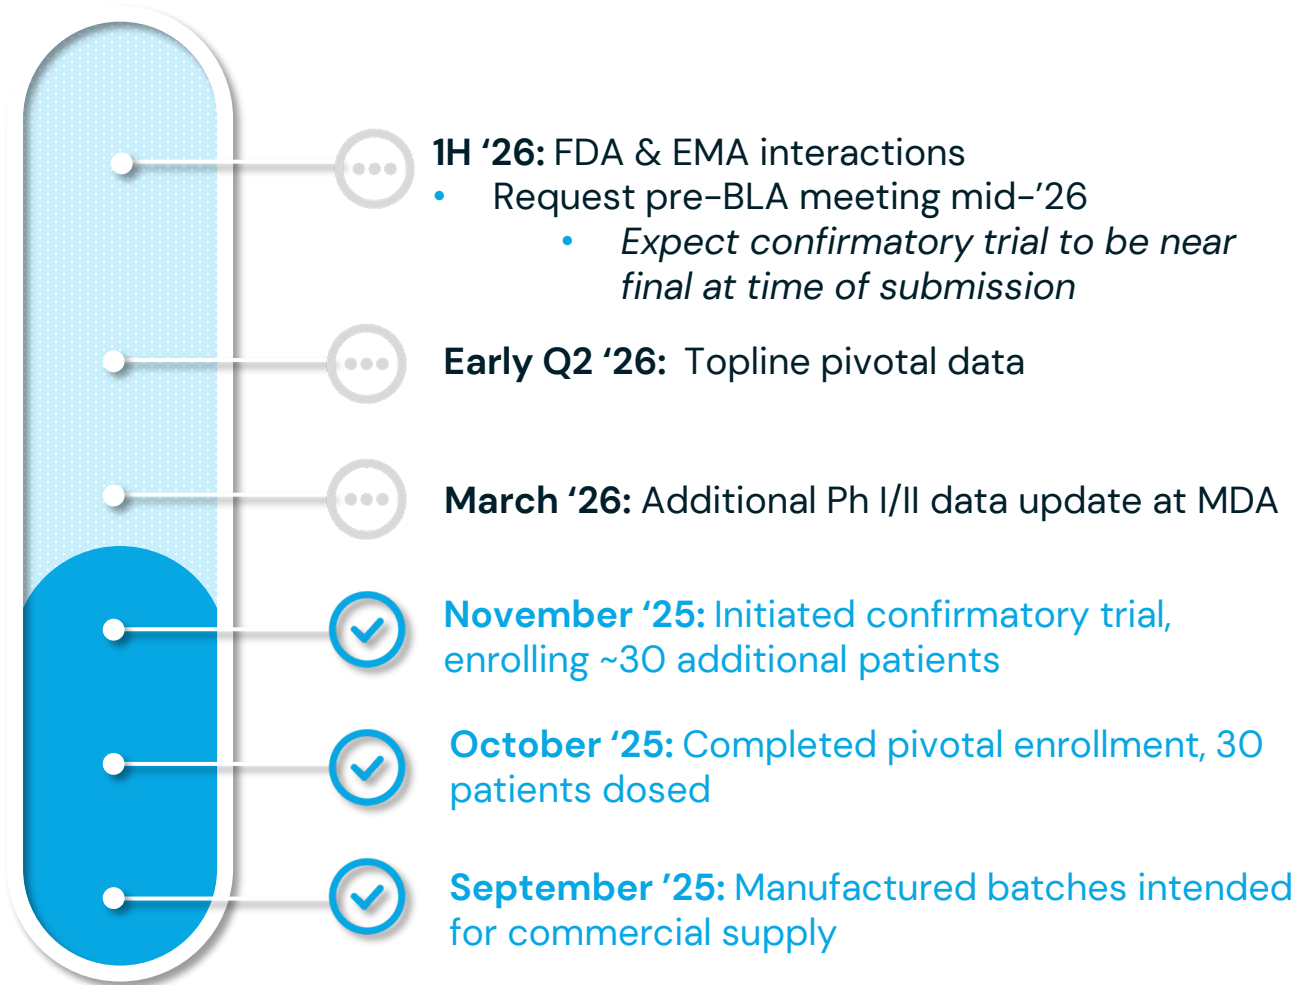 1H ‘26: FDA & EMA interactions
• Request pre-BLA meeting mid-’26
• Expect confirmatory trial to be near
final at time of submission
Early Q2 ‘26: Topline pivotal data
March ‘26: Additional Ph I/II data update at MDA
November ‘25: Initiated confirmatory trial,
enrolling ~30 additional patients
October ‘25: Completed pivotal enrollment, 30
patients dosed
September ’25: Manufactured batches intended
for commercial supply